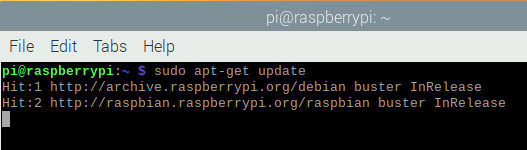 pi@raspberrypi: ~
File Edit Tabs Help
pi@raspberrypi:~ $ sudo apt-get update
Hit:1 http://archive.raspberrypi.org/debian buster InRelease
Hit:2 http://raspbian.raspberrypi.org/raspbian buster InRelease